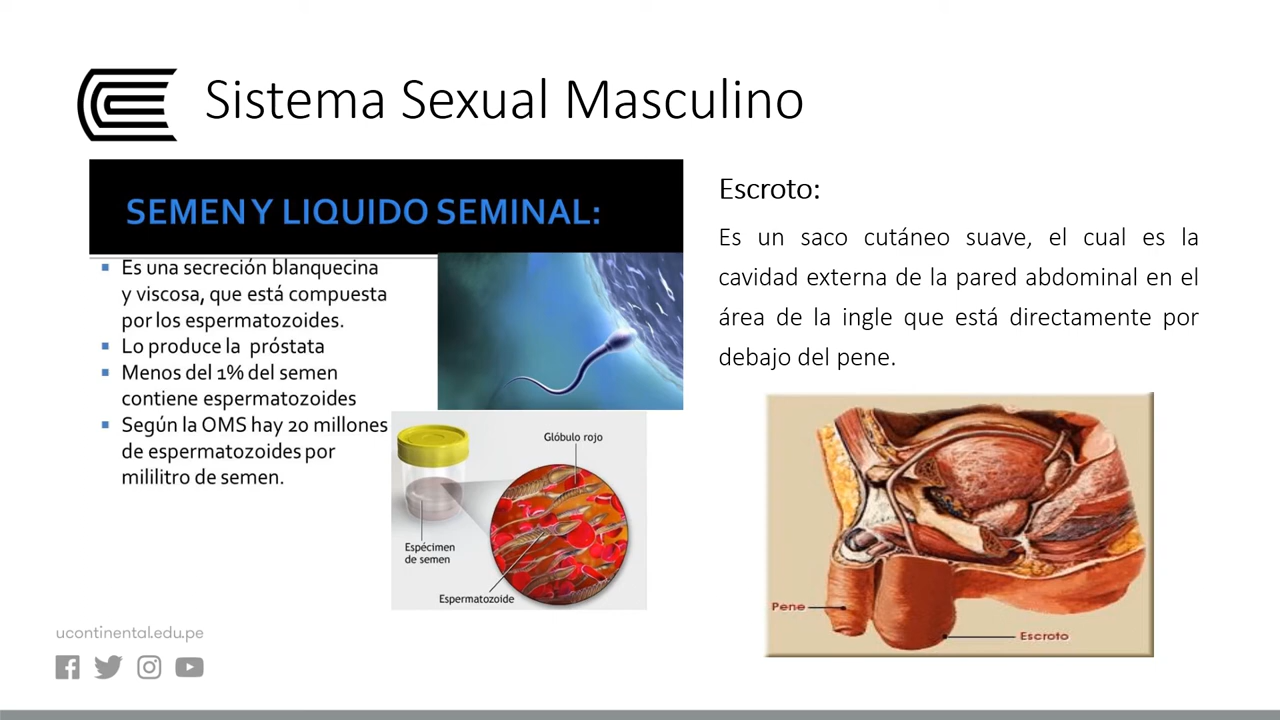 Sistema Sexual Masculino
SEMEN Y LIQUIDO SEMINAL:
Es una secreción blanquecina
y viscosa, que está compuesta
por los espermatozoides.
Lo produce la próstata
Menos del 1% del semen
contiene espermatozoides
Según la OMS hay 20 millones
de espermatozoides por
mililitro de semen.
Glóbulo rojo
Espécimen
de semen
Espermatozoide
Escroto:
Es un saco cutáneo suave, el cual es la
cavidad externa de la pared abdominal en el
área de la ingle que está directamente por
debajo del pene.
Pene
Escroto
ucontinental.edu.pe